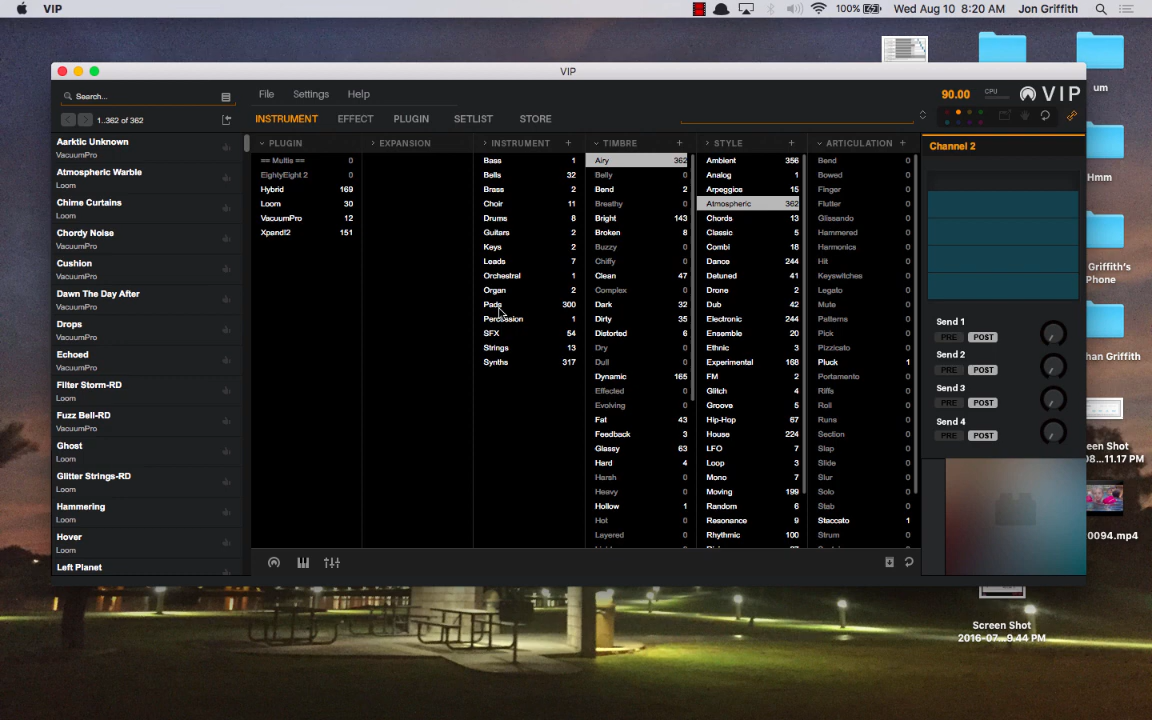 VIP
100%
Wed Aug 10 8:20 AM
Jon Griffith
VIP
Search...
File Settings Help
90.00 CPU VIP
um
1..362 of 362
INSTRUMENT EFFECT PLUGIN SETLIST STORE
Aarktic Unknown
VacuumPro
Atmospheric Warble
Loom
Chime Curtains
Loom
Chordy Noise
VacuumPro
Cushion
VacuumPro
Dawn The Day After
VacuumPro
Drops
VacuumPro
Echoed
VacuumPro
Filter Storm-RD
Loom
Fuzz Bell-RD
VacuumPro
Ghost
Loom
Glitter Strings-RD
Loom
Hammering
Loom
Hover
Loom
Left Planet
PLUGIN
== Multis == 0
EightyEight 2 0
Hybrid 169
Loom 30
VacuumPro 12
Xpand!2 151
EXPANSION
INSTRUMENT +
Bass 1
Bells 32
Brass 2
Choir 11
Drums 8
Guitars 2
Keys 2
Leads 7
Orchestral 1
Organ 2
Pads 300
Percussion 1
SFX 54
Strings 13
Synths 317
TIMBRE +
Airy 362
Belly 0
Bend 2
Breathy 0
Bright 143
Broken 8
Buzzy 0
Chiffy 0
Clean 47
Complex 0
Dark 32
Dirty 35
Distorted 6
Dry 0
Dull 0
Dynamic 165
Effected 0
Evolving 0
Fat 43
Feedback 3
Glassy 63
Hard 4
Harsh 0
Heavy 0
Hollow 1
Hot 0
Layered 0
STYLE +
Ambient 356
Analog 1
Arpeggios 15
Atmospheric 362
Chords 13
Classic 5
Combi 18
Dance 244
Detuned 41
Drone 2
Dub 42
Electronic 244
Ensemble 20
Ethnic 3
Experimental 168
FM 2
Glitch 4
Groove 5
Hip-Hop 67
House 224
LFO 7
Loop 3
Mono 7
Moving 199
Random 6
Resonance 9
Rhythmic 100
ARTICULATION +
Bend 0
Bowed 0
Finger 0
Flutter 0
Glissando 0
Hammered 0
Harmonics 0
Hit 0
Keyswitches 0
Legato 0
Mute 0
Patterns 0
Pick 0
Pizzicato 0
Pluck 1
Portamento 0
Riffs 0
Roll 0
Runs 0
Section 0
Slap 0
Slide 0
Slur 0
Solo 0
Stab 0
Staccato 1
Strum 0
Channel 2
Send 1
PRE POST
Send 2
PRE POST
Send 3
PRE POST
Send 4
PRE POST
Hmm
Griffith's
Phone
han Griffith
een Shot
08...11.17 PM
0094.mp4
Screen Shot
2016-07...9.44 PM